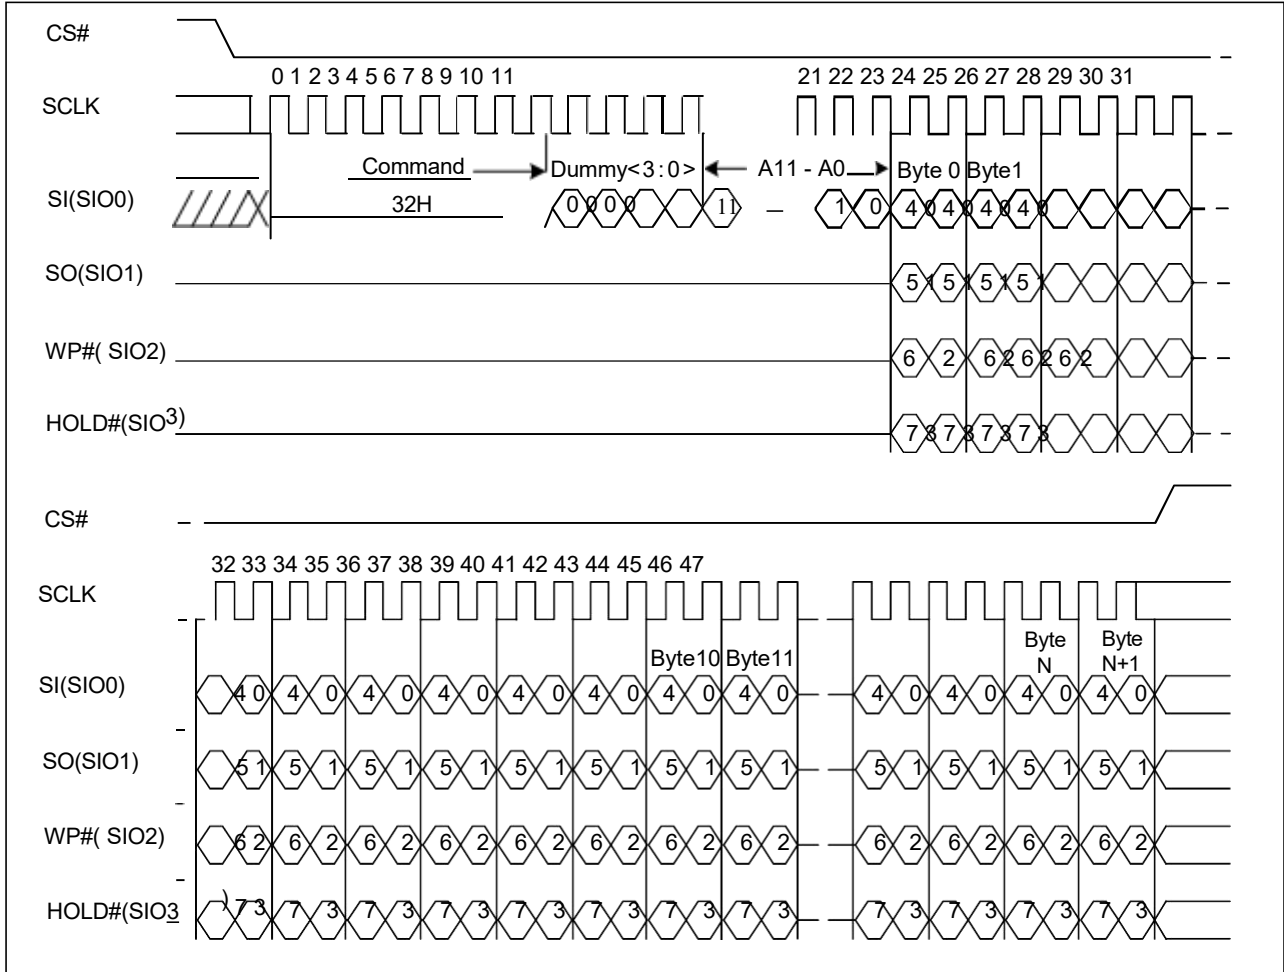 CS#
0 1 2 3 4 5 6 7 8 9 10 11 21 22 23 24 25 26 27 28 29 30 31
SCLK
Command Dummy<3:0> A11 - A0 Byte 0 Byte1
SI(SIO0) 32H 0 0 0 0 11 1 0 4 0 4 0 4 0 4 0
SO(SIO1) 5 1 5 1 5 1 5 1
WP#( SIO2) 6 2 6 2 6 2 6 2
HOLD#(SIO3) 7 3 7 3 7 3 7 3
CS#
32 33 34 35 36 37 38 39 40 41 42 43 44 45 46 47
SCLK
Byte10 Byte11 Byte N Byte N+1
SI(SIO0) 4 0 4 0 4 0 4 0 4 0 4 0 4 0 4 0 4 0 4 0 4 0 4 0
SO(SIO1) 5 1 5 1 5 1 5 1 5 1 5 1 5 1 5 1 5 1 5 1 5 1 5 1
WP#( SIO2) 6 2 6 2 6 2 6 2 6 2 6 2 6 2 6 2 6 2 6 2 6 2 6 2
HOLD#(SIO3 ) 7 3 7 3 7 3 7 3 7 3 7 3 7 3 7 3 7 3 7 3 7 3 7 3